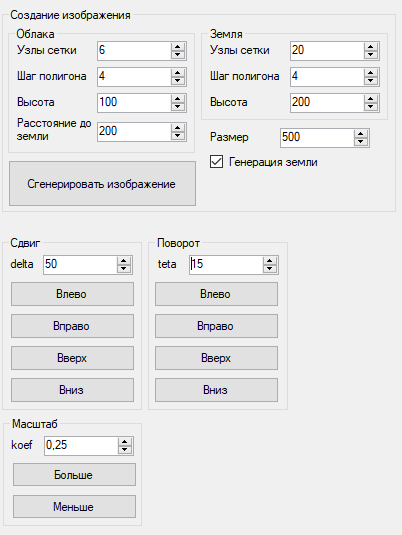 Создание изображения
Облака
Узлы сетки 6
Шаг полигона 4
Высота 100
Расстояние до земли 200
Земля
Узлы сетки 20
Шаг полигона 4
Высота 200
Размер 500
Генерация земли
Сгенерировать изображение
Сдвиг
delta 50
Влево
Вправо
Вверх
Вниз
Поворот
teta 15
Влево
Вправо
Вверх
Вниз
Масштаб
koef 0,25
Больше
Меньше